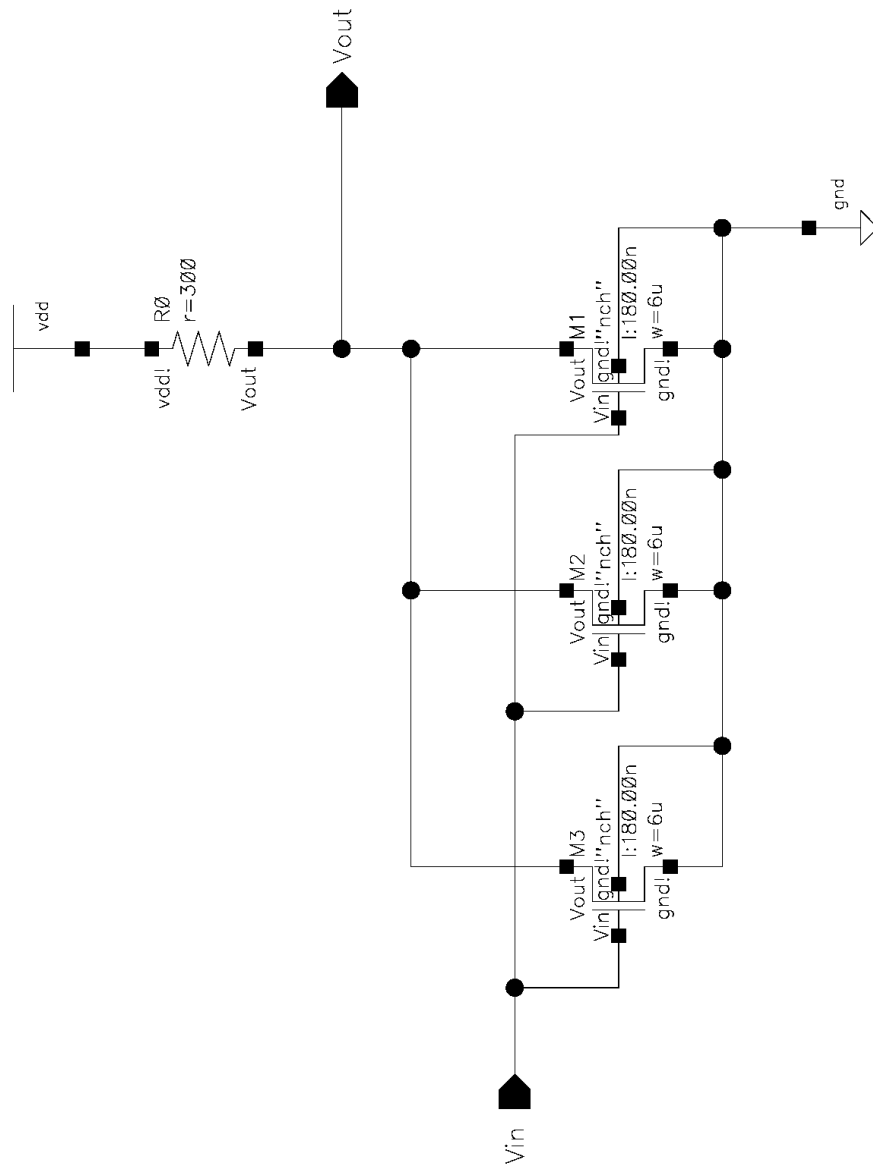 vdd
vdd!
R0
r=300
Vout
Vout
Vout
M3
Vin
gnd!
"nch"
l:180.00n
w=6u
gnd!
Vout
M2
Vin
gnd!
"nch"
l:180.00n
w=6u
gnd!
Vout
M1
Vin
gnd!
"nch"
l:180.00n
w=6u
gnd!
Vin
gnd